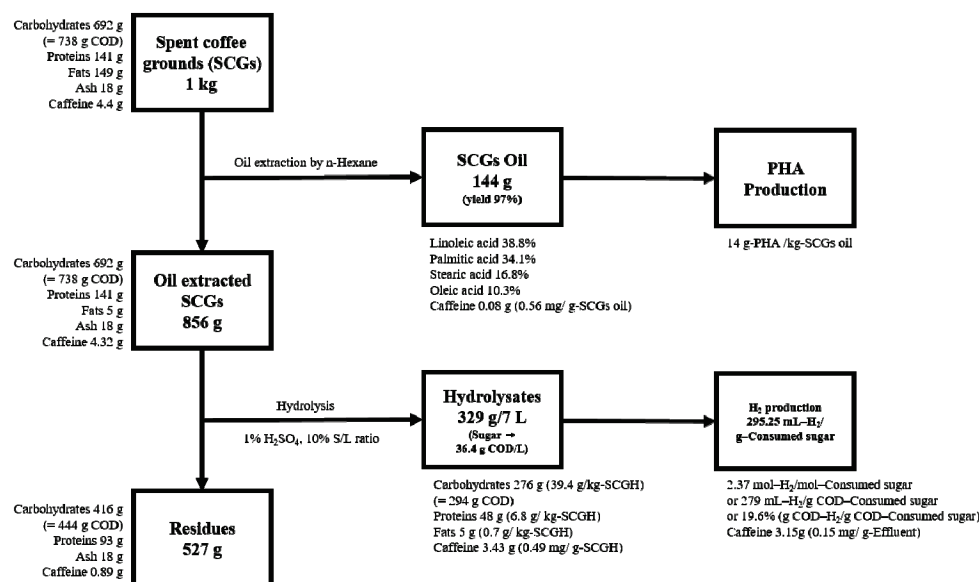 Carbohydrates 692 g
(= 738 g COD)
Proteins 141 g
Fats 149 g
Ash 18 g
Caffeine 4.4 g
Spent coffee
grounds (SCGs)
1 kg
Oil extraction by n-Hexane
SCGs Oil
144 g
(yield 97%)
PHA
Production
Linoleic acid 38.8%
Palmitic acid 34.1%
Stearic acid 16.8%
Oleic acid 10.3%
Caffeine 0.08 g (0.56 mg/ g-SCGs oil)
14 g-PHA /kg-SCGs oil
Carbohydrates 692 g
(= 738 g COD)
Proteins 141 g
Fats 5 g
Ash 18 g
Caffeine 4.32 g
Oil extracted
SCGs
856 g
Hydrolysis
1% H₂SO₄, 10% S/L ratio
Hydrolysates
329 g/7 L
(Sugar →
36.4 g COD/L)
H₂ production
295.25 mL–H₂/
g–Consumed sugar
Carbohydrates 276 g (39.4 g/kg-SCGH)
(= 294 g COD)
Proteins 48 g (6.8 g/ kg-SCGH)
Fats 5 g (0.7 g/ kg-SCGH)
Caffeine 3.43 g (0.49 mg/ g-SCGH)
2.37 mol–H₂/mol–Consumed sugar
or 279 mL–H₂/g COD–Consumed sugar
or 19.6% (g COD–H₂/g COD–Consumed sugar)
Caffeine 3.15g (0.15 mg/ g-Effluent)
Carbohydrates 416 g
(= 444 g COD)
Proteins 93 g
Ash 18 g
Caffeine 0.89 g
Residues
527 g